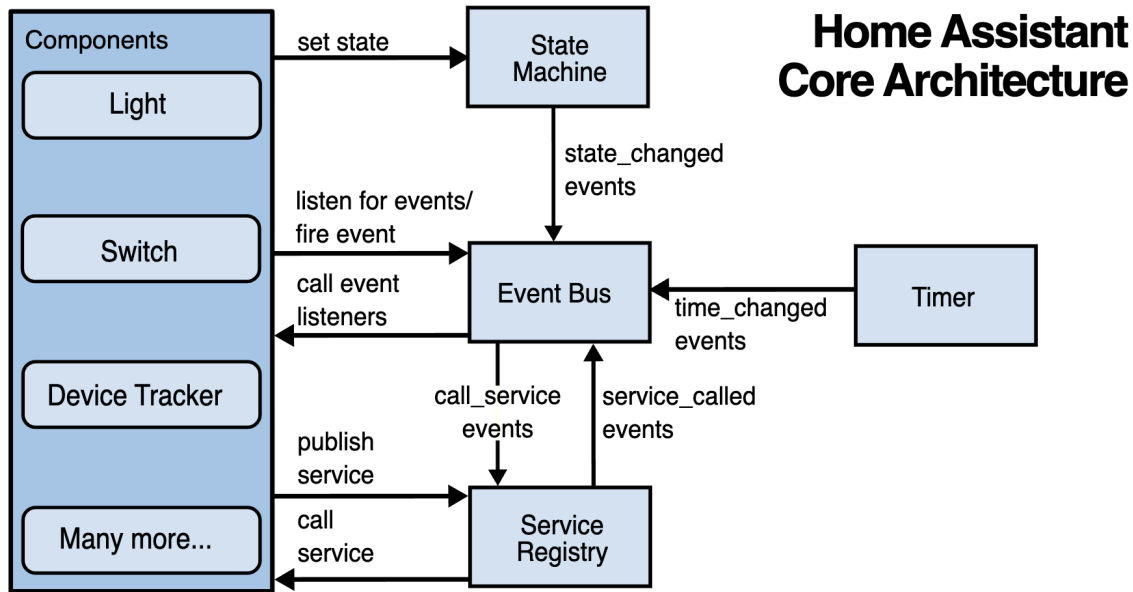 Home Assistant
Core Architecture
Components
Light
Switch
Device Tracker
Many more...
set state
State
Machine
state_changed
events
listen for events/
fire event
call event
listeners
Event Bus
time_changed
events
Timer
call_service
events
service_called
events
publish
service
call
service
Service
Registry